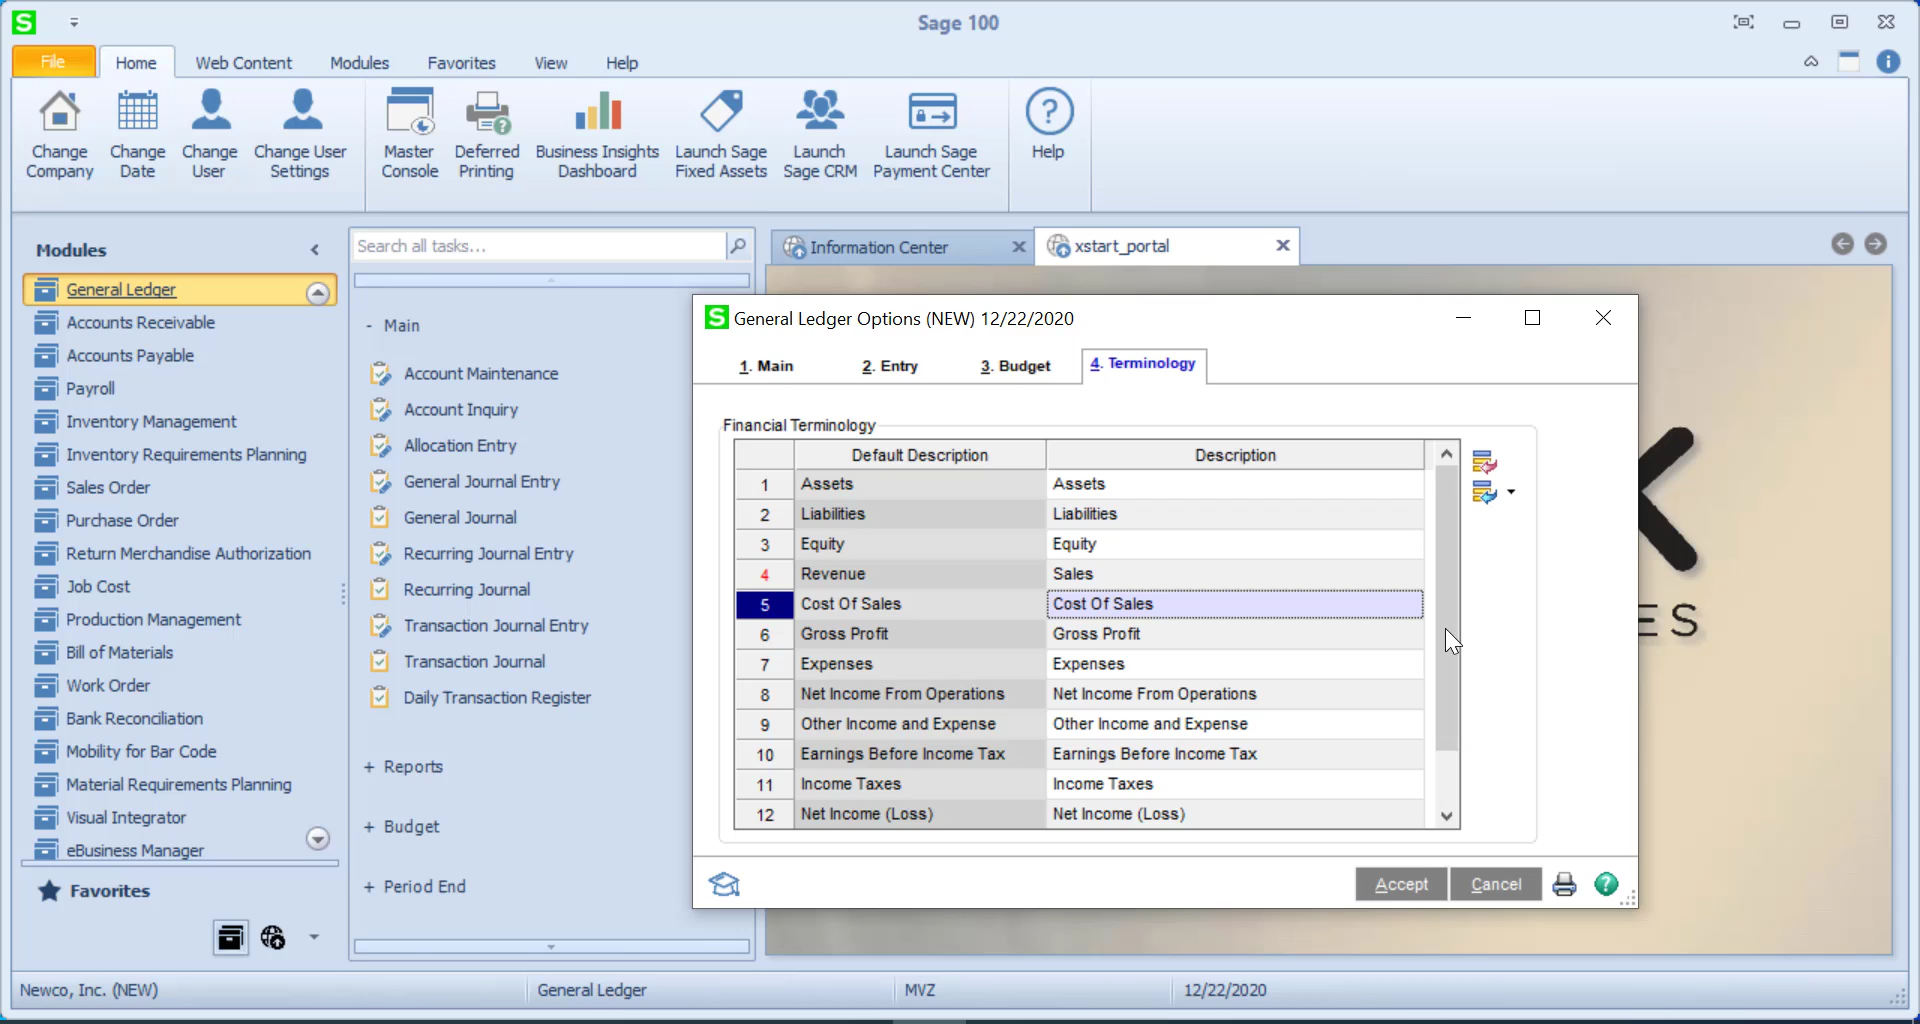 S
Sage 100
File Home Web Content Modules Favorites View Help
Change Company
Change Date
Change User
Change User Settings
Master Console
Deferred Printing
Business Insights Dashboard
Launch Sage Fixed Assets
Launch Sage CRM
Launch Sage Payment Center
Help
Modules
General Ledger
Accounts Receivable
Accounts Payable
Payroll
Inventory Management
Inventory Requirements Planning
Sales Order
Purchase Order
Return Merchandise Authorization
Job Cost
Production Management
Bill of Materials
Work Order
Bank Reconciliation
Mobility for Bar Code
Material Requirements Planning
Visual Integrator
eBusiness Manager
Favorites
Search all tasks...
- Main
Account Maintenance
Account Inquiry
Allocation Entry
General Journal Entry
General Journal
Recurring Journal Entry
Recurring Journal
Transaction Journal Entry
Transaction Journal
Daily Transaction Register
+ Reports
+ Budget
+ Period End
Information Center
xstart_portal
S General Ledger Options (NEW) 12/22/2020
1. Main 2. Entry 3. Budget 4. Terminology
Financial Terminology
Default Description Description
1 Assets Assets
2 Liabilities Liabilities
3 Equity Equity
4 Revenue Sales
5 Cost Of Sales Cost Of Sales
6 Gross Profit Gross Profit
7 Expenses Expenses
8 Net Income From Operations Net Income From Operations
9 Other Income and Expense Other Income and Expense
10 Earnings Before Income Tax Earnings Before Income Tax
11 Income Taxes Income Taxes
12 Net Income (Loss) Net Income (Loss)
Accept Cancel
Newco, Inc. (NEW) General Ledger MVZ 12/22/2020